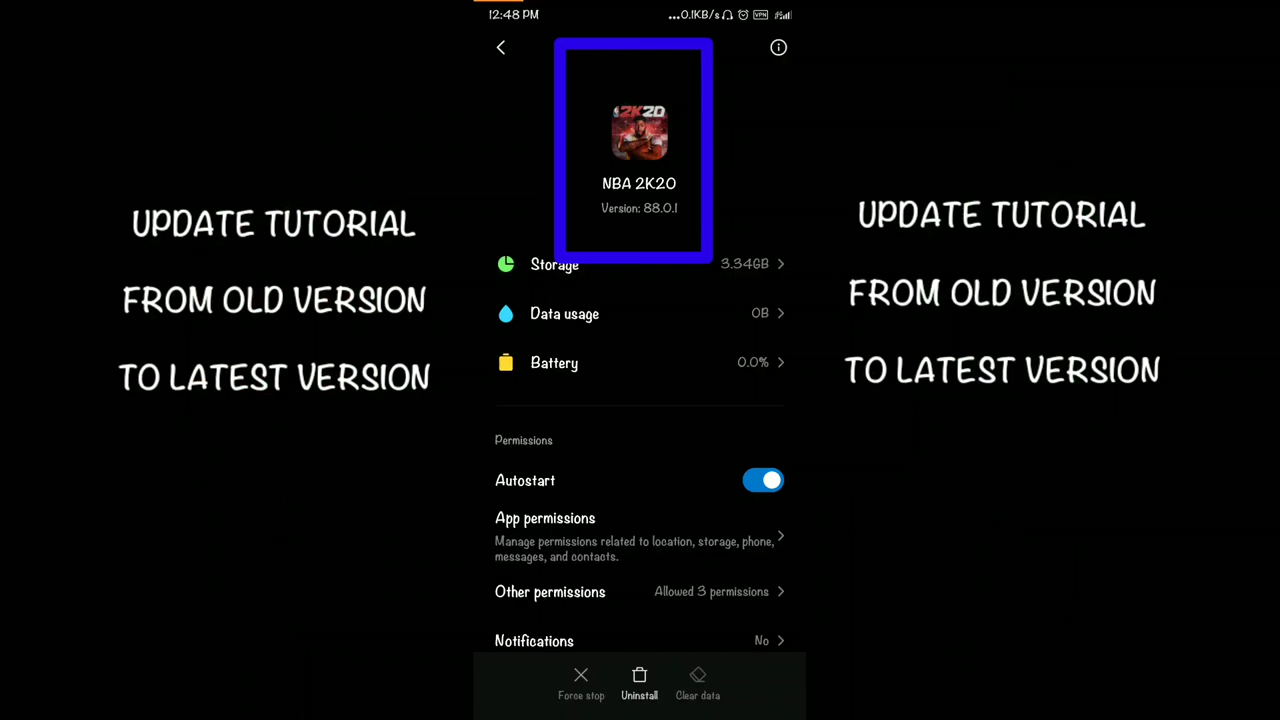 12:48 PM
...0.1KB/s
VPN
2K20
NBA 2K20
Version: 88.0.1
UPDATE TUTORIAL
FROM OLD VERSION
TO LATEST VERSION
Storage 3.34GB
Data usage 0B
Battery 0.0%
Permissions
Autostart
App permissions
Manage permissions related to location, storage, phone,
messages, and contacts.
Other permissions Allowed 3 permissions
Notifications No
Force stop Uninstall Clear data
UPDATE TUTORIAL
FROM OLD VERSION
TO LATEST VERSION